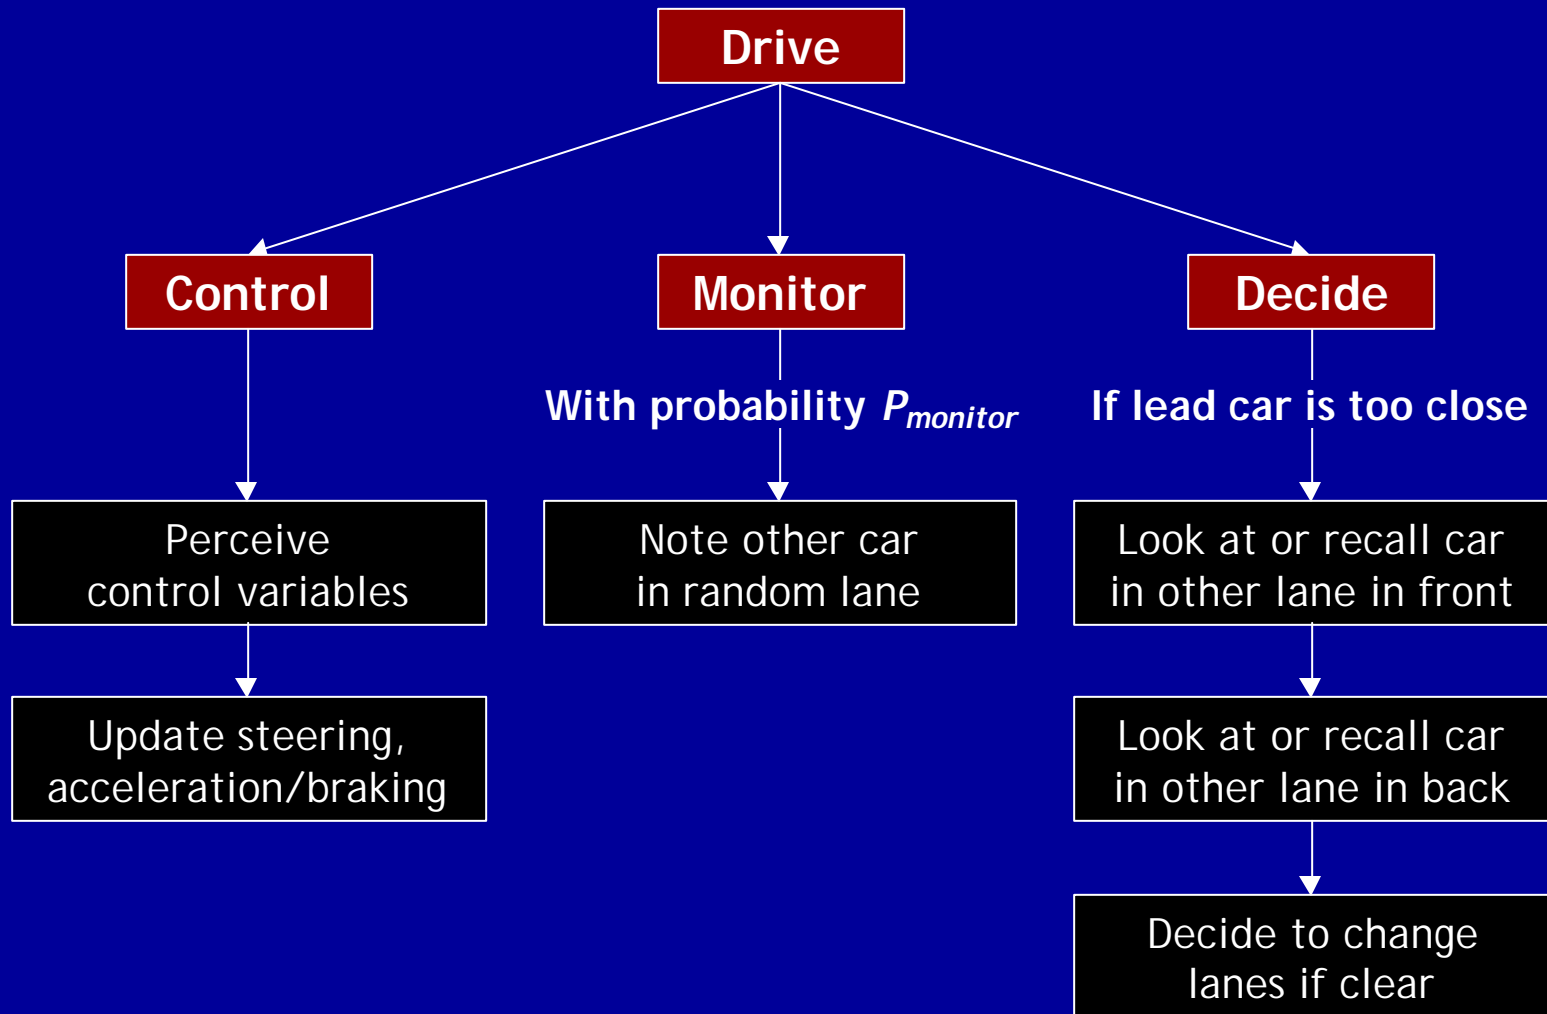 Drive
Control
Monitor
Decide
With probability P_monitor
If lead car is too close
Perceive
control variables
Note other car
in random lane
Look at or recall car
in other lane in front
Update steering,
acceleration/braking
Look at or recall car
in other lane in back
Decide to change
lanes if clear